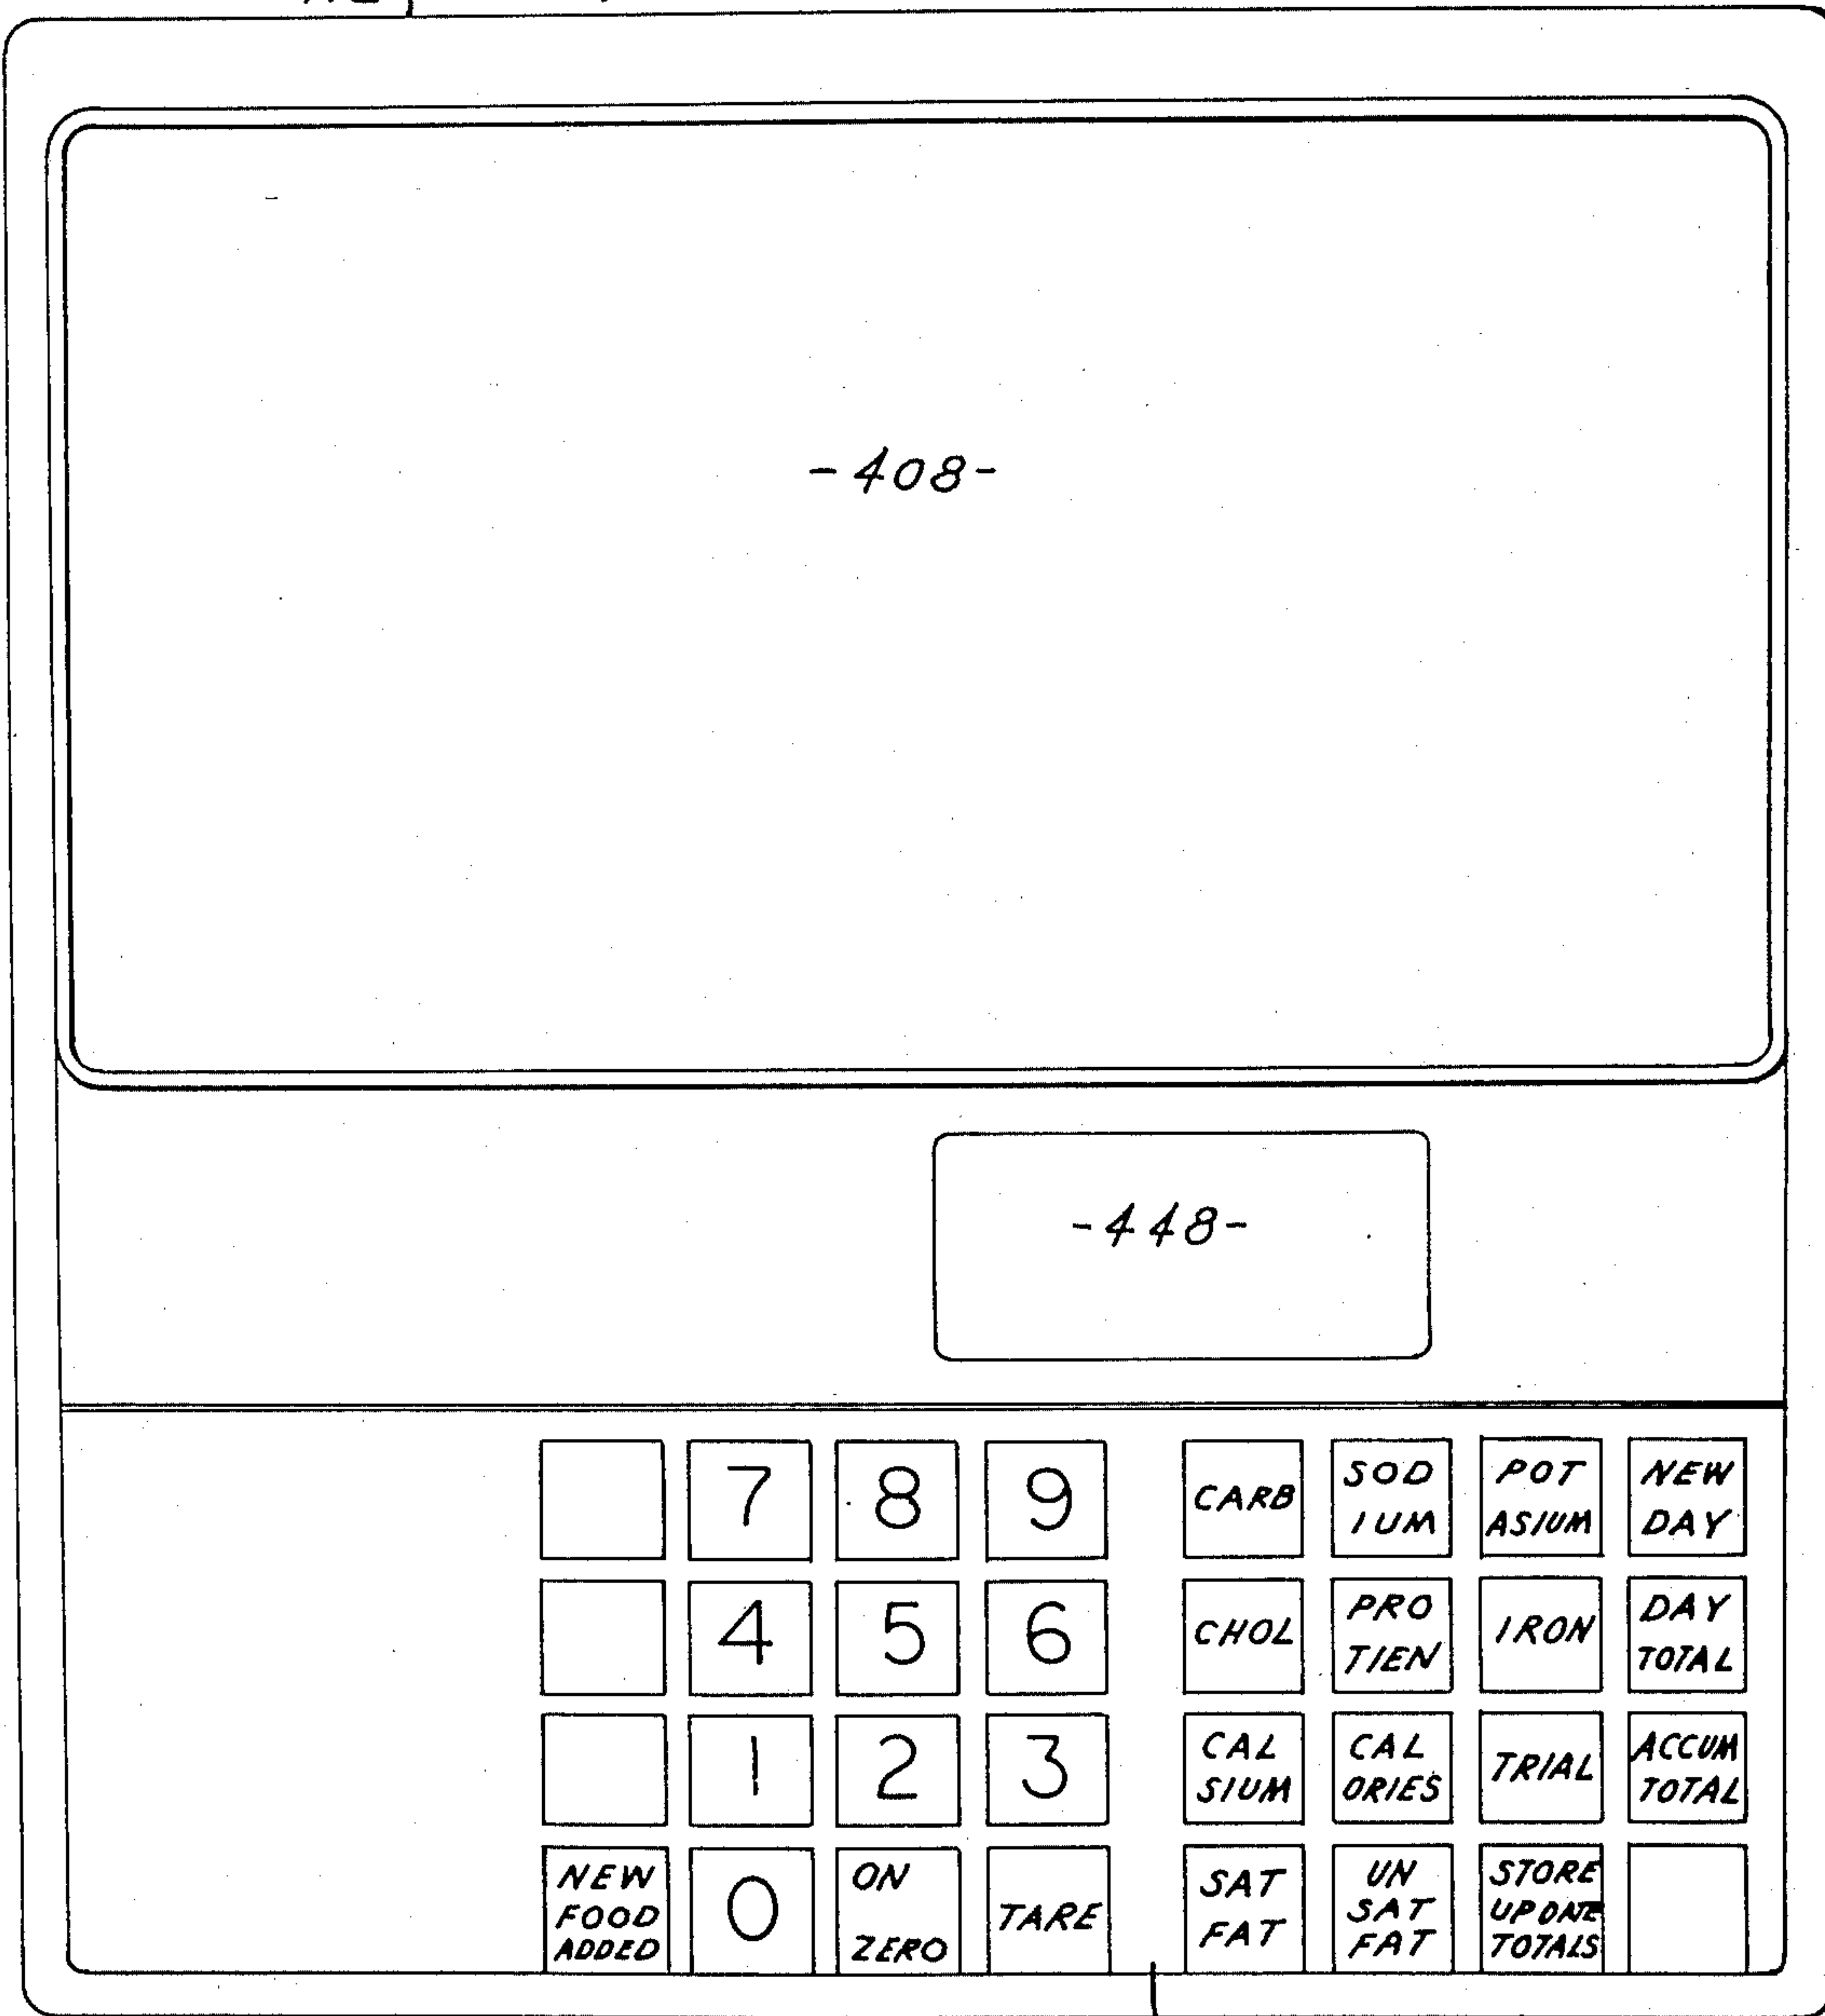 -408-
-448-
7
8
9
CARB
SOD
IUM
POT
ASIUM
NEW
DAY
4
5
6
CHOL
PRO
TIEN
IRON
DAY
TOTAL
1
2
3
CAL
SIUM
CAL
ORIES
TRIAL
ACCUM
TOTAL
NEW
FOOD
ADDED
0
ON
ZERO
TARE
SAT
FAT
UN
SAT
FAT
STORE
UPDATE
TOTALS